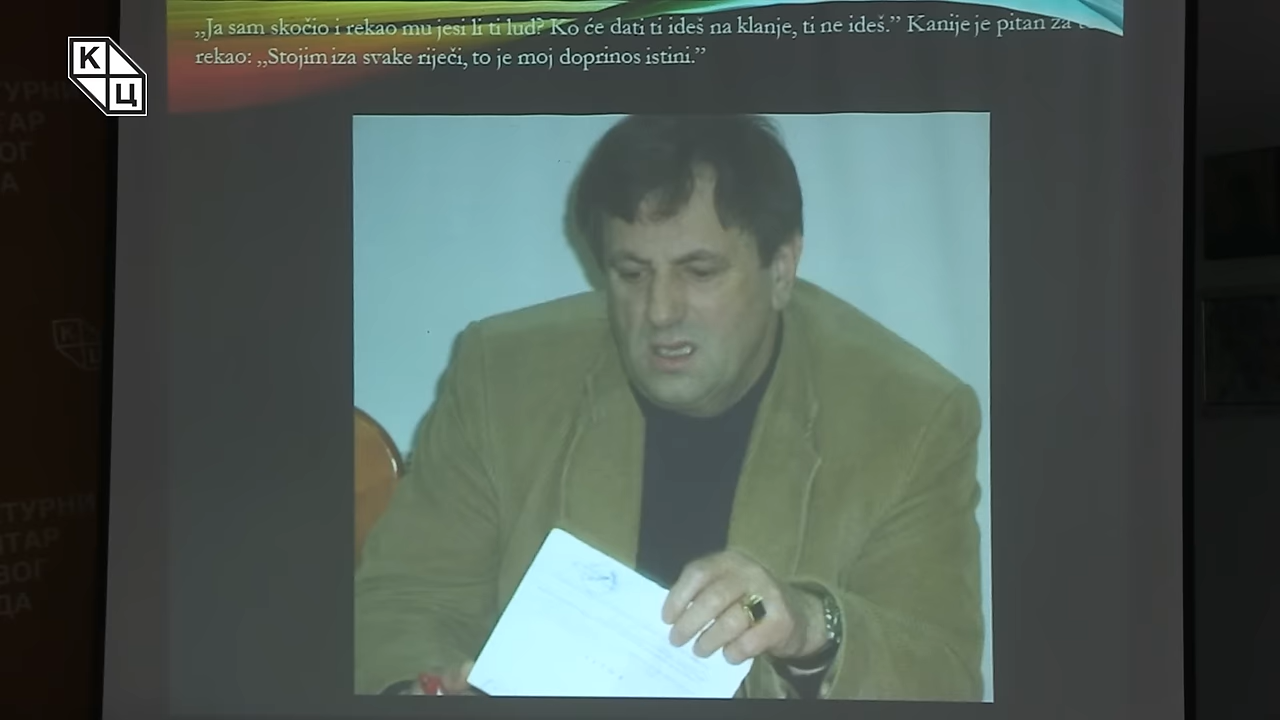 „Ja sam skočio i rekao mu jesi li ti lud? Ko će dati ti ideš na klanje, ti ne ideš.” Kanije je pitan za
rekao: „Stojim iza svake riječi, to je moj doprinos istini.”
К
Ц